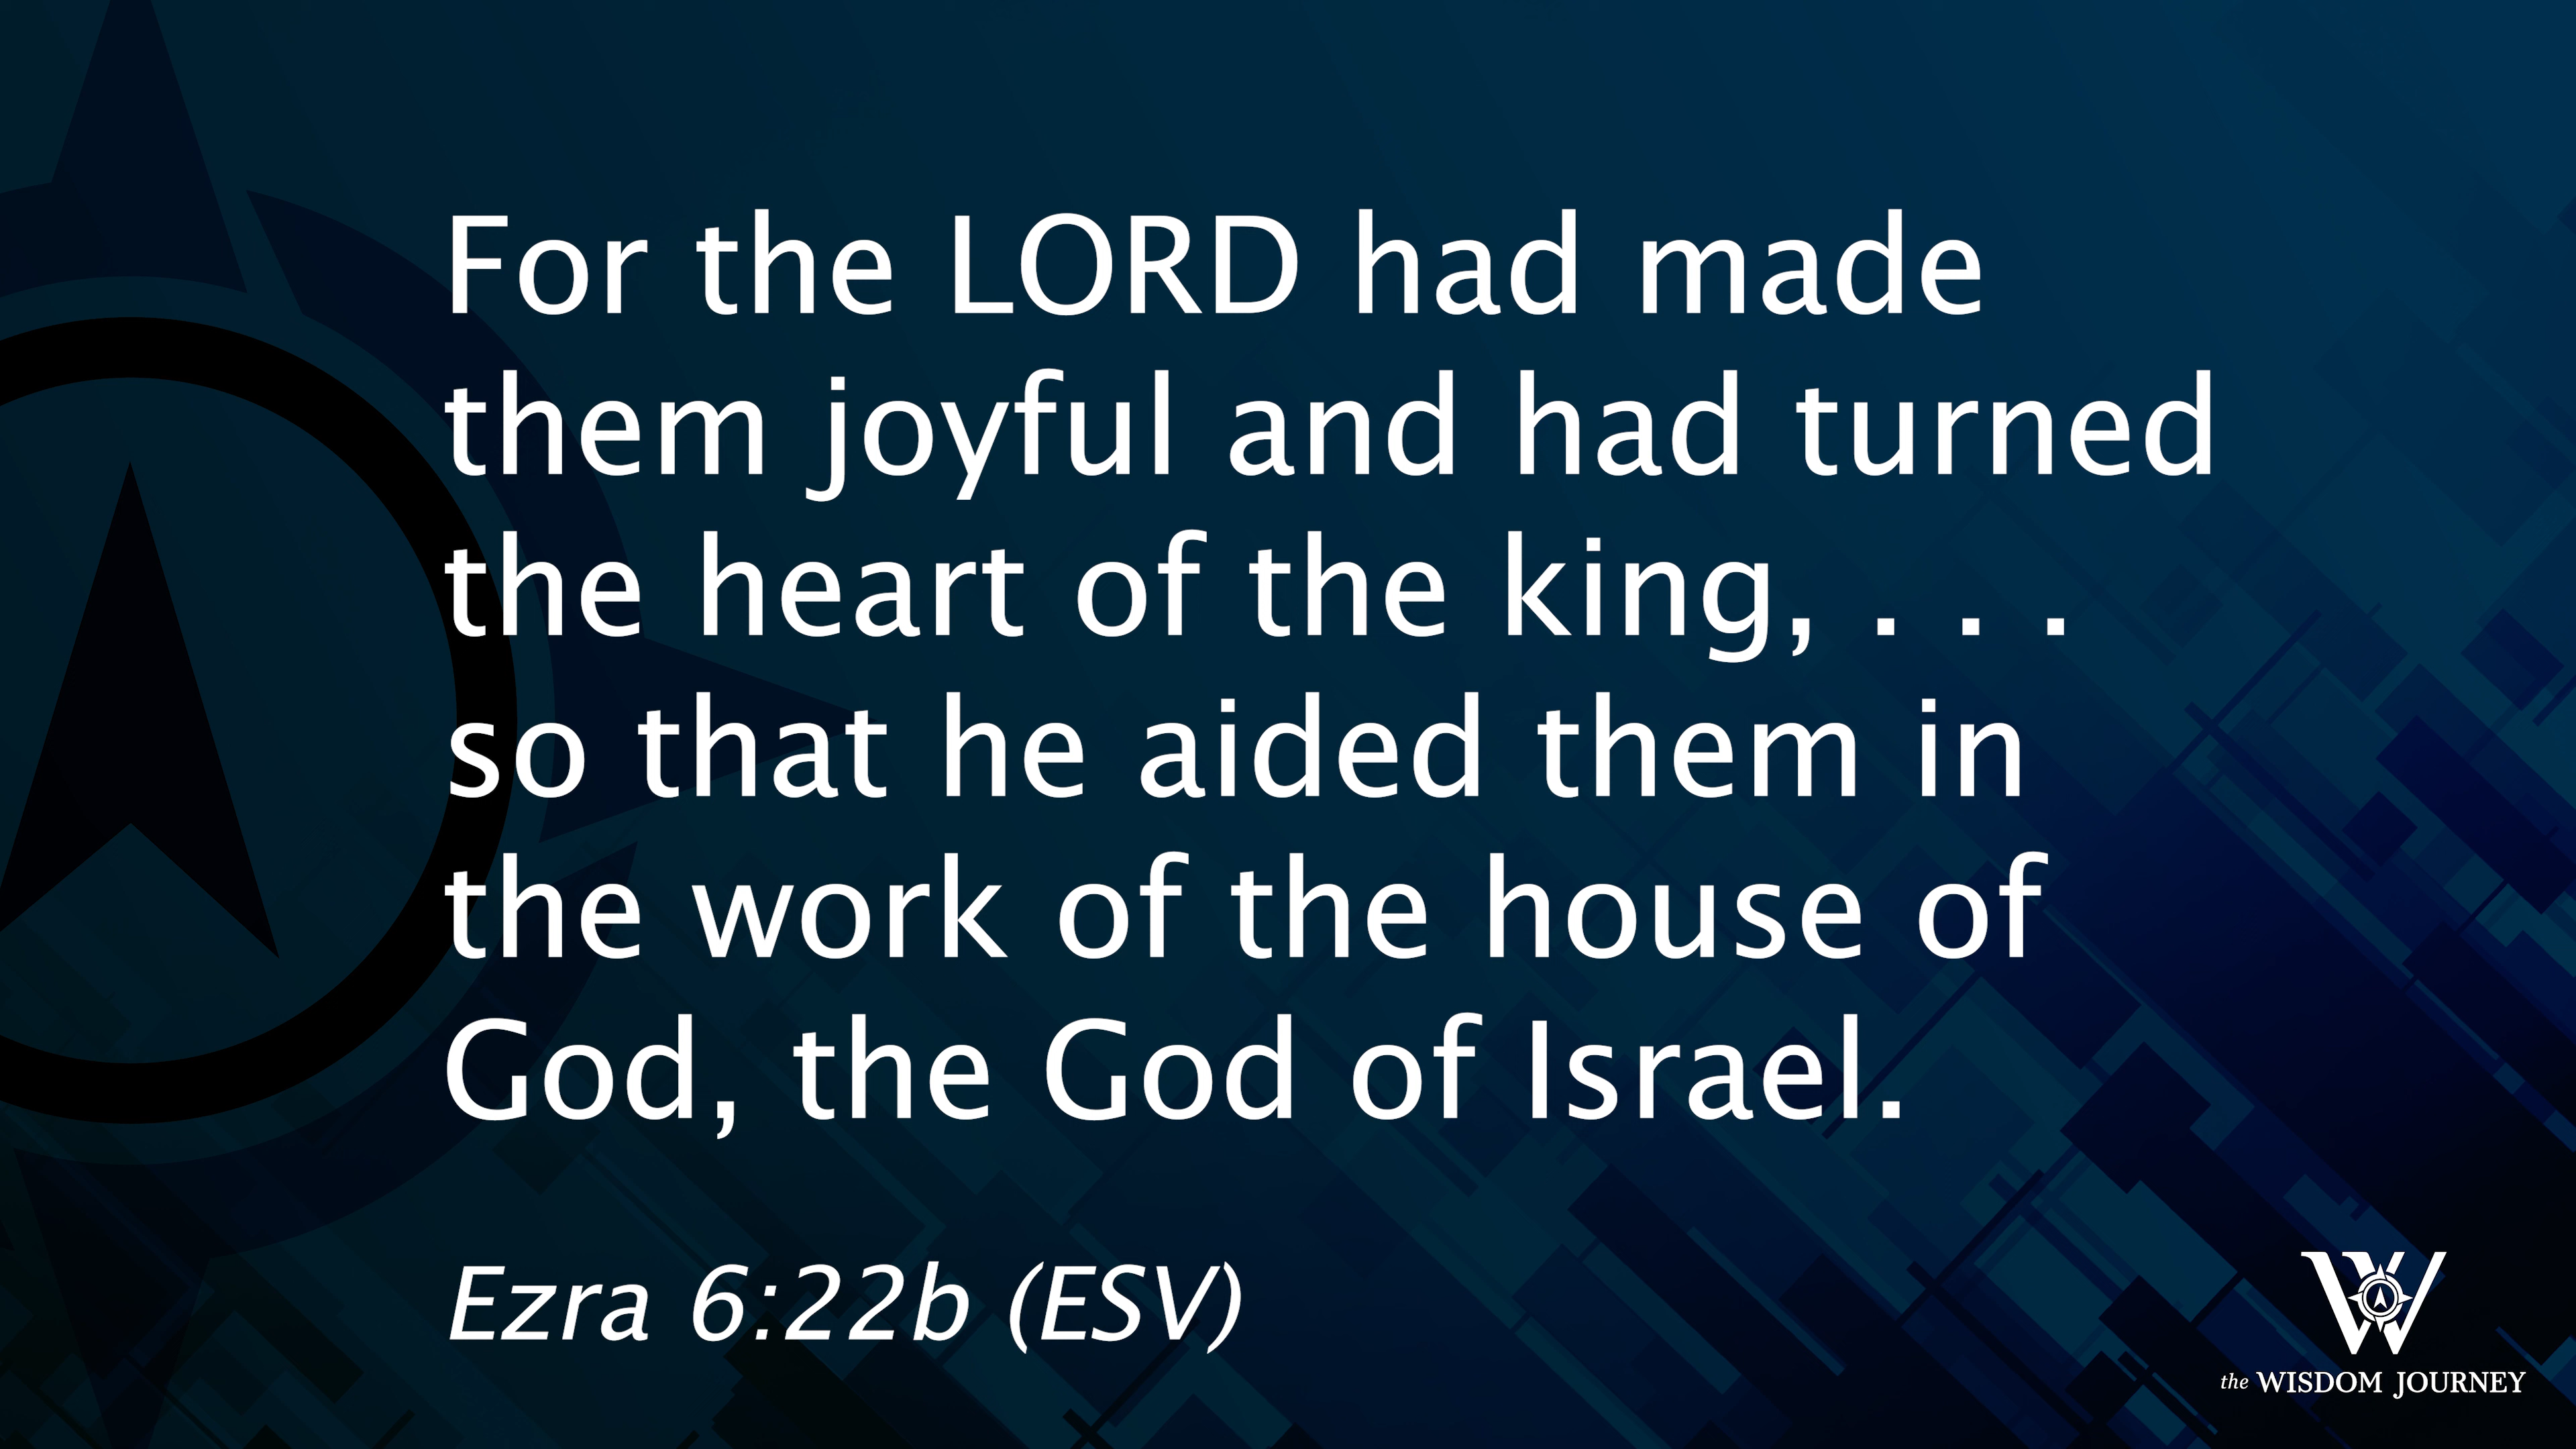 For the LORD had made
them joyful and had turned
the heart of the king, . . .
so that he aided them in
the work of the house of
God, the God of Israel.
Ezra 6:22b (ESV)
W
the WISDOM JOURNEY